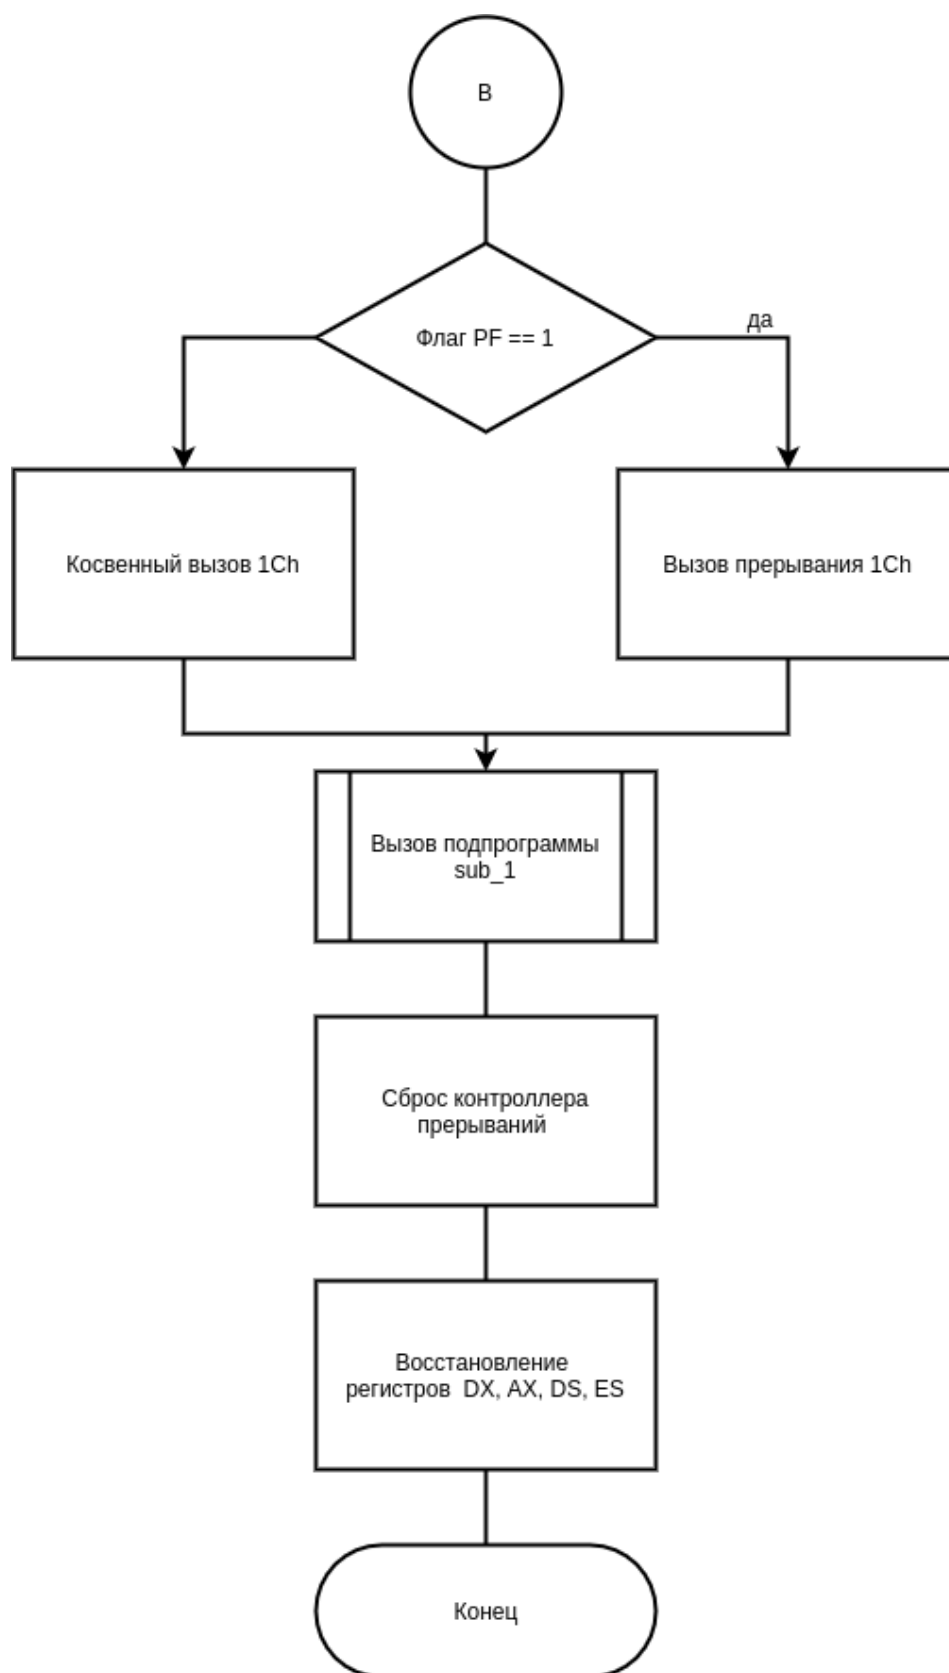 В
Флаг PF == 1
да
Косвенный вызов 1Ch
Вызов прерывания 1Ch
Вызов подпрограммы
sub_1
Сброс контроллера
прерываний
Восстановление
регистров DX, AX, DS, ES
Конец